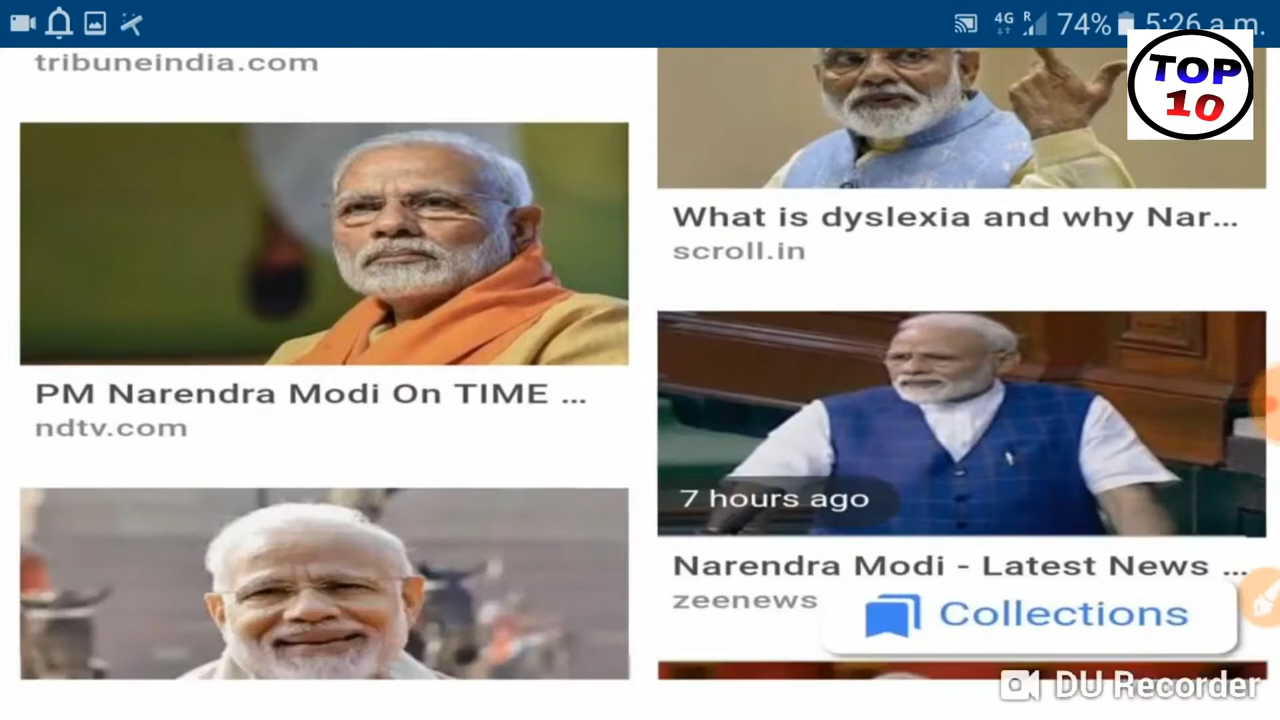 4G R 74% 5:26 a.m.
TOP
10
tribuneindia.com
What is dyslexia and why Nar...
scroll.in
PM Narendra Modi On TIME ...
ndtv.com
7 hours ago
Narendra Modi - Latest News ...
zeenews
Collections
DU Recorder